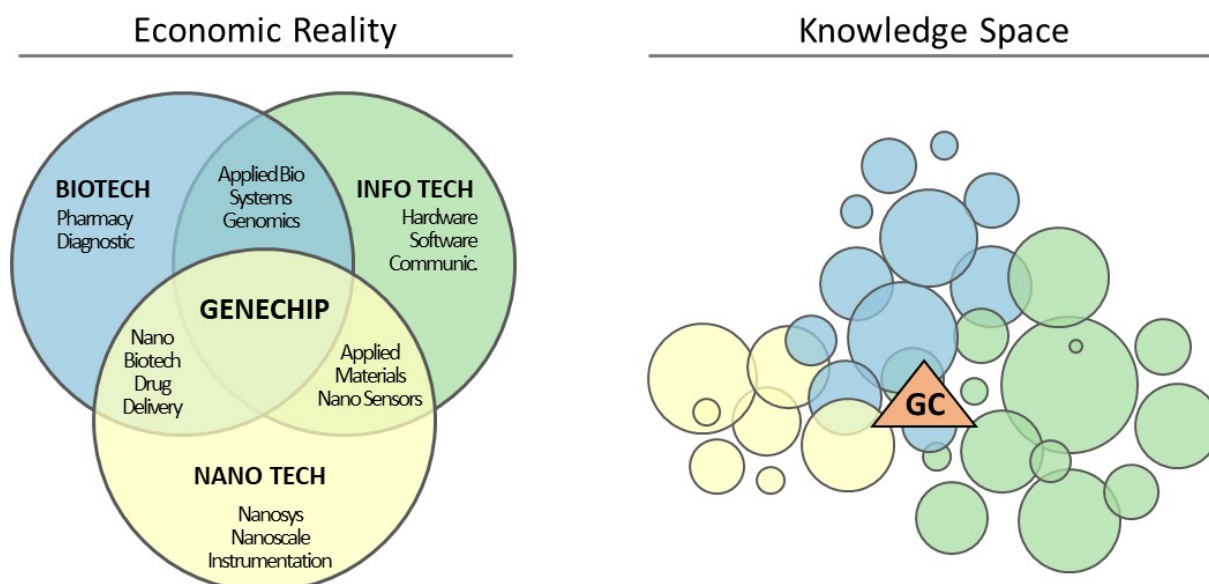 Economic Reality
Knowledge Space
BIOTECH
Pharmacy
Diagnostic
Applied Bio
Systems
Genomics
INFO TECH
Hardware
Software
Communic.
GENECHIP
Nano
Biotech
Drug
Delivery
Applied
Materials
Nano Sensors
NANO TECH
Nanosys
Nanoscale
Instrumentation
GC